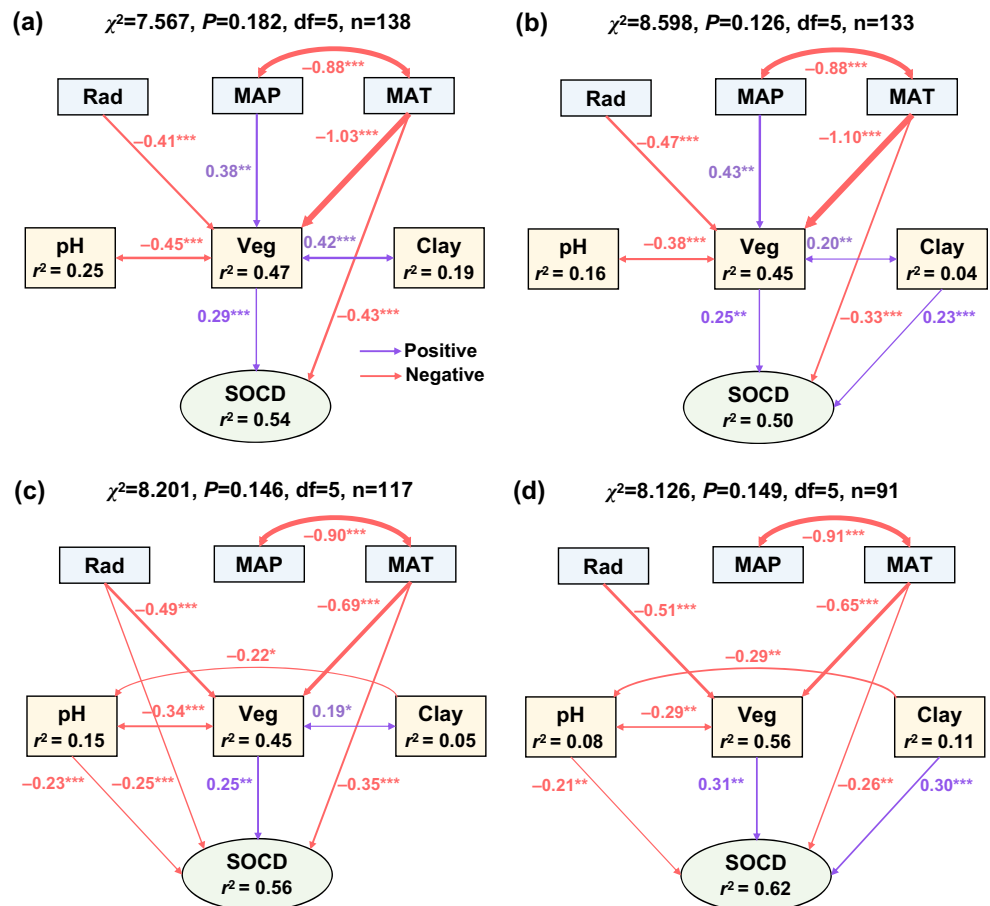 (a) χ²=7.567, P=0.182, df=5, n=138
–0.88***
Rad MAP MAT
–0.41*** –1.03***
0.38**
pH –0.45*** Veg 0.42*** Clay
r² = 0.25 r² = 0.47 r² = 0.19
0.29*** –0.43***
Positive
Negative
SOCD
r² = 0.54
(b) χ²=8.598, P=0.126, df=5, n=133
–0.88***
Rad MAP MAT
–0.47*** –1.10***
0.43**
pH –0.38*** Veg 0.20** Clay
r² = 0.16 r² = 0.45 r² = 0.04
0.25** –0.33*** 0.23***
SOCD
r² = 0.50
(c) χ²=8.201, P=0.146, df=5, n=117
–0.90***
Rad MAP MAT
–0.49*** –0.69***
–0.22*
pH –0.34*** Veg 0.19* Clay
r² = 0.15 r² = 0.45 r² = 0.05
–0.23*** –0.25*** 0.25** –0.35***
SOCD
r² = 0.56
(d) χ²=8.126, P=0.149, df=5, n=91
–0.91***
Rad MAP MAT
–0.51*** –0.65***
–0.29**
pH –0.29** Veg Clay
r² = 0.08 r² = 0.56 r² = 0.11
–0.21** 0.31** –0.26** 0.30***
SOCD
r² = 0.62